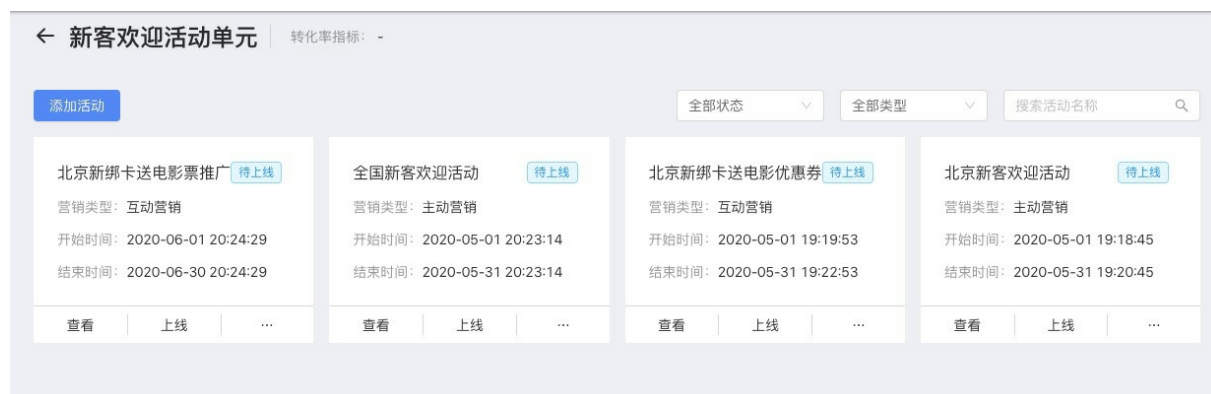 ← 新客欢迎活动单元 转化率指标: -
添加活动 全部状态 全部类型 搜索活动名称
北京新绑卡送电影票推广 待上线
营销类型: 互动营销
开始时间: 2020-06-01 20:24:29
结束时间: 2020-06-30 20:24:29
查看 上线 ...
全国新客欢迎活动 待上线
营销类型: 主动营销
开始时间: 2020-05-01 20:23:14
结束时间: 2020-05-31 20:23:14
查看 上线 ...
北京新绑卡送电影优惠券 待上线
营销类型: 互动营销
开始时间: 2020-05-01 19:19:53
结束时间: 2020-05-31 19:22:53
查看 上线 ...
北京新客欢迎活动 待上线
营销类型: 主动营销
开始时间: 2020-05-01 19:18:45
结束时间: 2020-05-31 19:20:45
查看 上线 ...